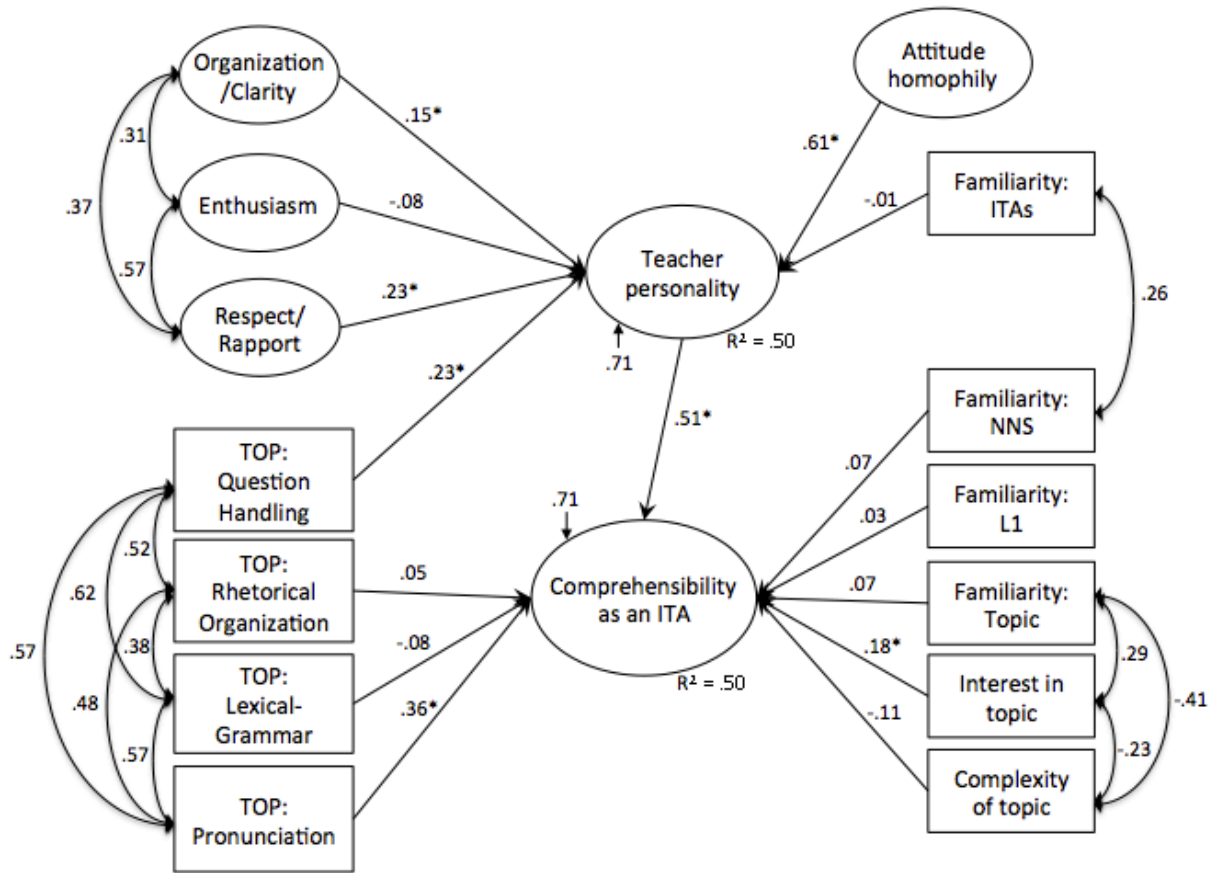 Organization
/Clarity
Attitude
homophily
.15*
.31
.61*
Familiarity:
ITAs
-.01
Enthusiasm
-.08
.37
Teacher
personality
.57
.23*
.26
Respect/
Rapport
R² = .50
.71
.23*
Familiarity:
NNS
.51*
TOP:
Question
Handling
.07
.71
Familiarity:
L1
.03
.52
TOP:
Rhetorical
Organization
.05
Comprehensibility
as an ITA
.07
Familiarity:
Topic
.62
.38
-.08
.18*
.29
.57
TOP:
Lexical-
Grammar
Interest in
topic
-.41
.48
.36*
R² = .50
-.11
.57
-.23
TOP:
Pronunciation
Complexity
of topic